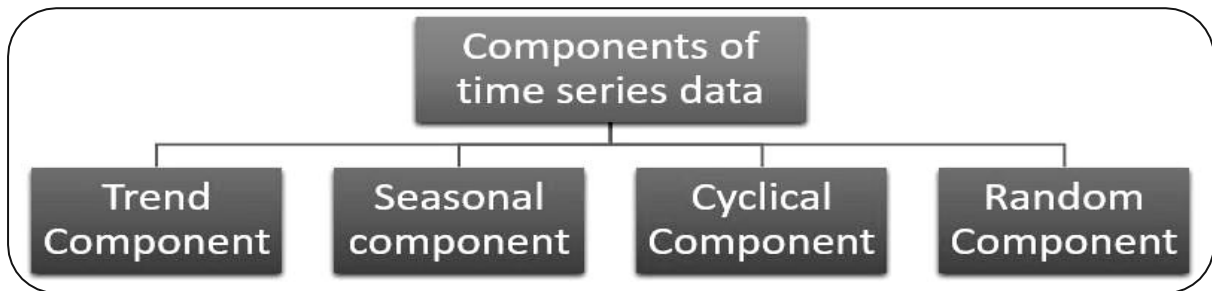 Components of
time series data
Trend
Component
Seasonal
component
Cyclical
Component
Random
Component